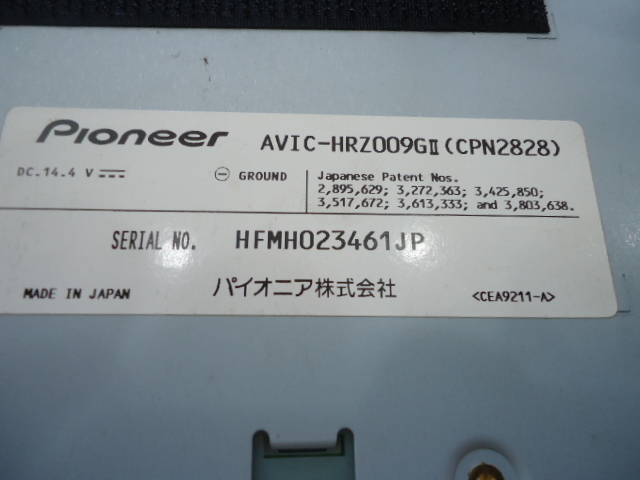 Pioneer AVIC-HRZ009GⅡ(CPN2828)
DC.14.4 V ⎓ ⊖ GROUND
Japanese Patent Nos.
2,895,629; 3,272,363; 3,425,850;
3,517,672; 3,613,333; and 3,803,638.
SERIAL NO. HFMH023461JP
MADE IN JAPAN パイオニア株式会社 <CEA9211-A>